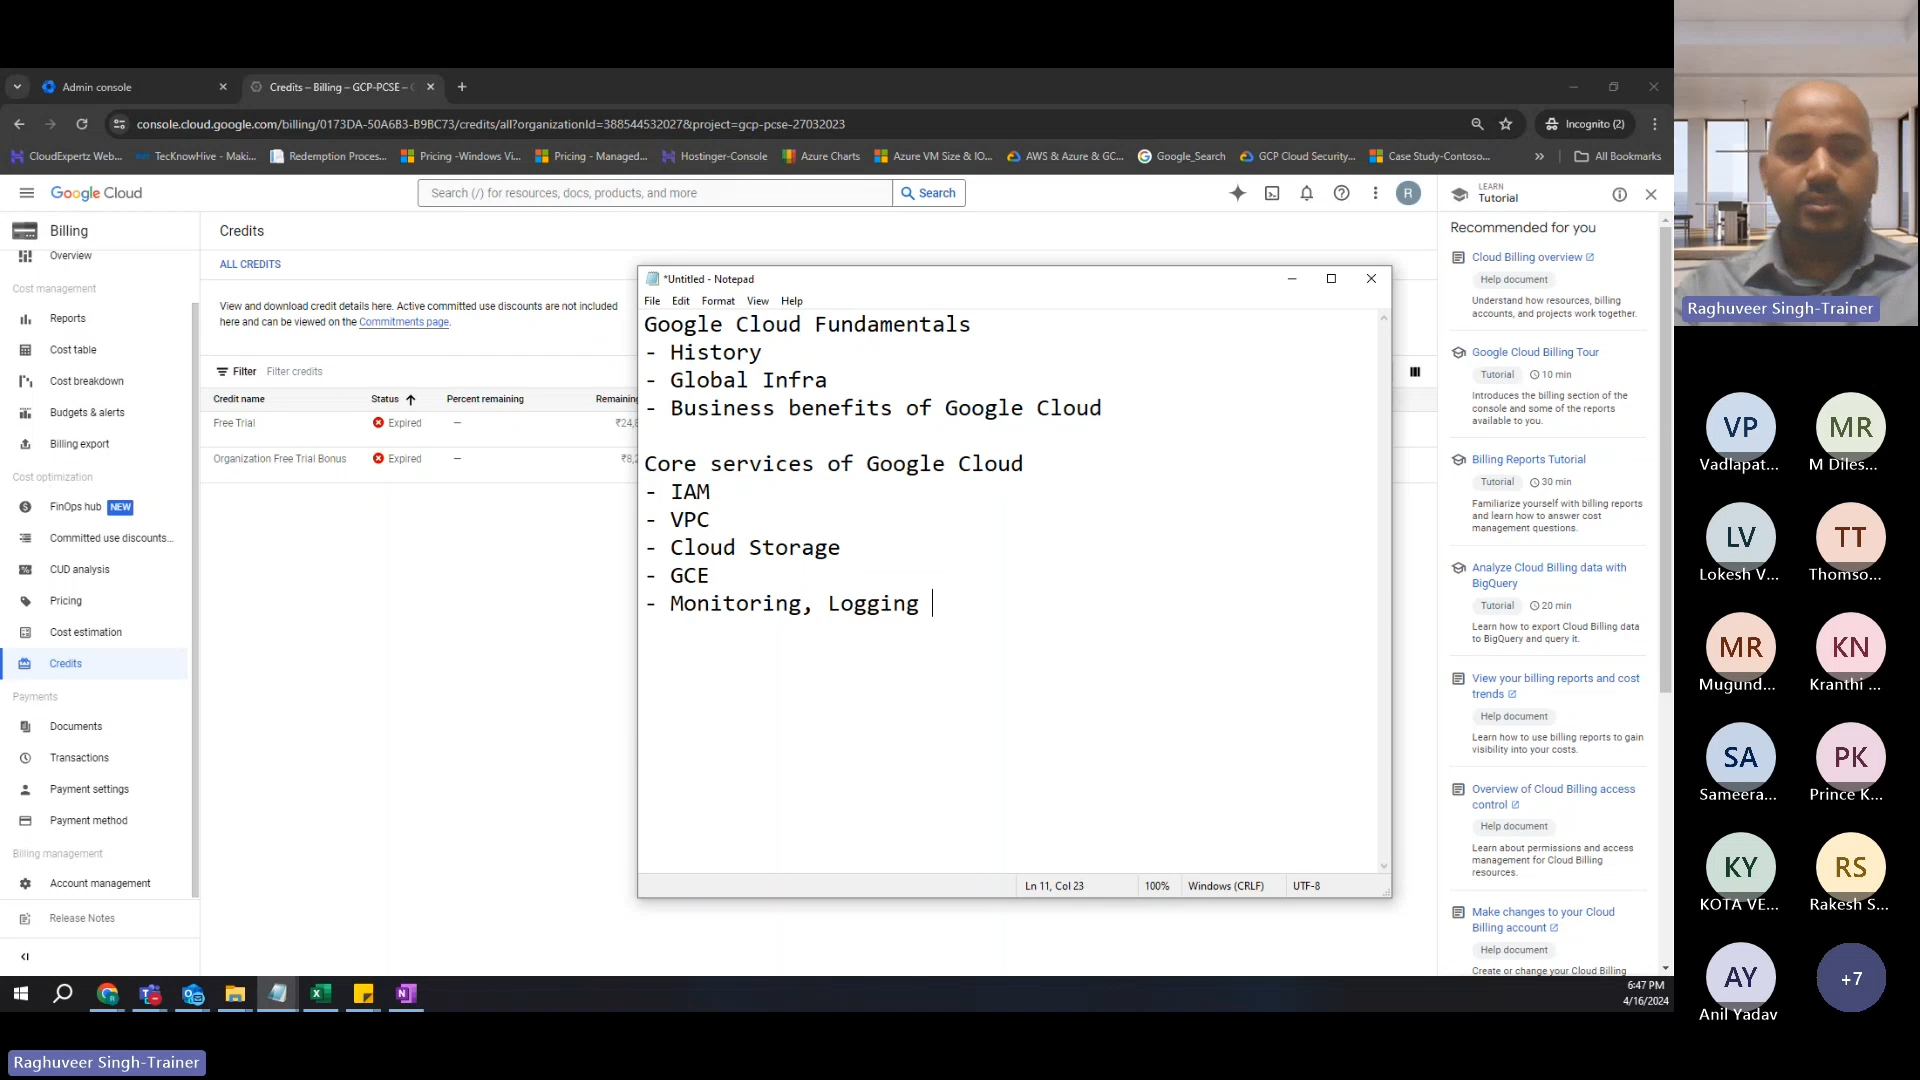 Admin console
Credits – Billing – GCP-PCSE –
console.cloud.google.com/billing/0173DA-50A6B3-B9BC73/credits/all?organizationId=388544532027&project=gcp-pcse-27032023
Incognito (2)
CloudExpertz Web...
TecKnowHive - Maki...
Redemption Proces...
Pricing -Windows Vi...
Pricing - Managed...
Hostinger-Console
Azure Charts
Azure VM Size & IO...
AWS & Azure & GC...
Google_Search
GCP Cloud Security...
Case Study-Contoso...
All Bookmarks
Google Cloud
Search (/) for resources, docs, products, and more
Search
R
LEARN
Tutorial
Billing
Overview
Cost management
Reports
Cost table
Cost breakdown
Budgets & alerts
Billing export
Cost optimization
FinOps hub NEW
Committed use discounts...
CUD analysis
Pricing
Cost estimation
Credits
Payments
Documents
Transactions
Payment settings
Payment method
Billing management
Account management
Release Notes
Credits
ALL CREDITS
View and download credit details here. Active committed use discounts are not included
here and can be viewed on the Commitments page.
Filter Filter credits
Credit name Status Percent remaining Remaining
Free Trial Expired — ₹24,8
Organization Free Trial Bonus Expired — ₹8,2
*Untitled - Notepad
File Edit Format View Help
Google Cloud Fundamentals
- History
- Global Infra
- Business benefits of Google Cloud
Core services of Google Cloud
- IAM
- VPC
- Cloud Storage
- GCE
- Monitoring, Logging
Ln 11, Col 23 100% Windows (CRLF) UTF-8
Recommended for you
Cloud Billing overview
Help document
Understand how resources, billing
accounts, and projects work together.
Google Cloud Billing Tour
Tutorial 10 min
Introduces the billing section of the
console and some of the reports
available to you.
Billing Reports Tutorial
Tutorial 30 min
Familiarize yourself with billing reports
and learn how to answer cost
management questions.
Analyze Cloud Billing data with
BigQuery
Tutorial 20 min
Learn how to export Cloud Billing data
to BigQuery and query it.
View your billing reports and cost
trends
Help document
Learn how to use billing reports to gain
visibility into your costs.
Overview of Cloud Billing access
control
Help document
Learn about permissions and access
management for Cloud Billing
resources.
Make changes to your Cloud
Billing account
Help document
Create or change your Cloud Billing
6:47 PM
4/16/2024
Raghuveer Singh-Trainer
VP
Vadlapat...
MR
M Diles...
LV
Lokesh V...
TT
Thomso...
MR
Mugund...
KN
Kranthi ...
SA
Sameera...
PK
Prince K...
KY
KOTA VE...
RS
Rakesh S...
AY
Anil Yadav
+7
Raghuveer Singh-Trainer